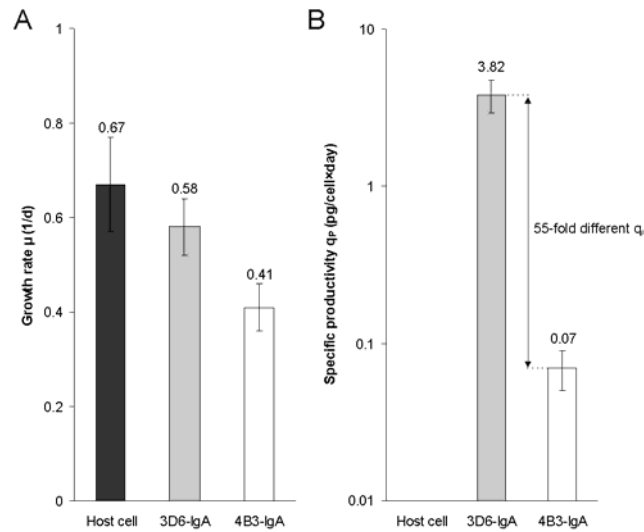 A
Growth rate µ (1/d)
1
0.8
0.6
0.4
0.2
0
0.67
0.58
0.41
Host cell 3D6-IgA 4B3-IgA
B
Specific productivity qP (pg/cell×day)
10
1
0.1
0.01
3.82
55-fold different qp
0.07
Host cell 3D6-IgA 4B3-IgA